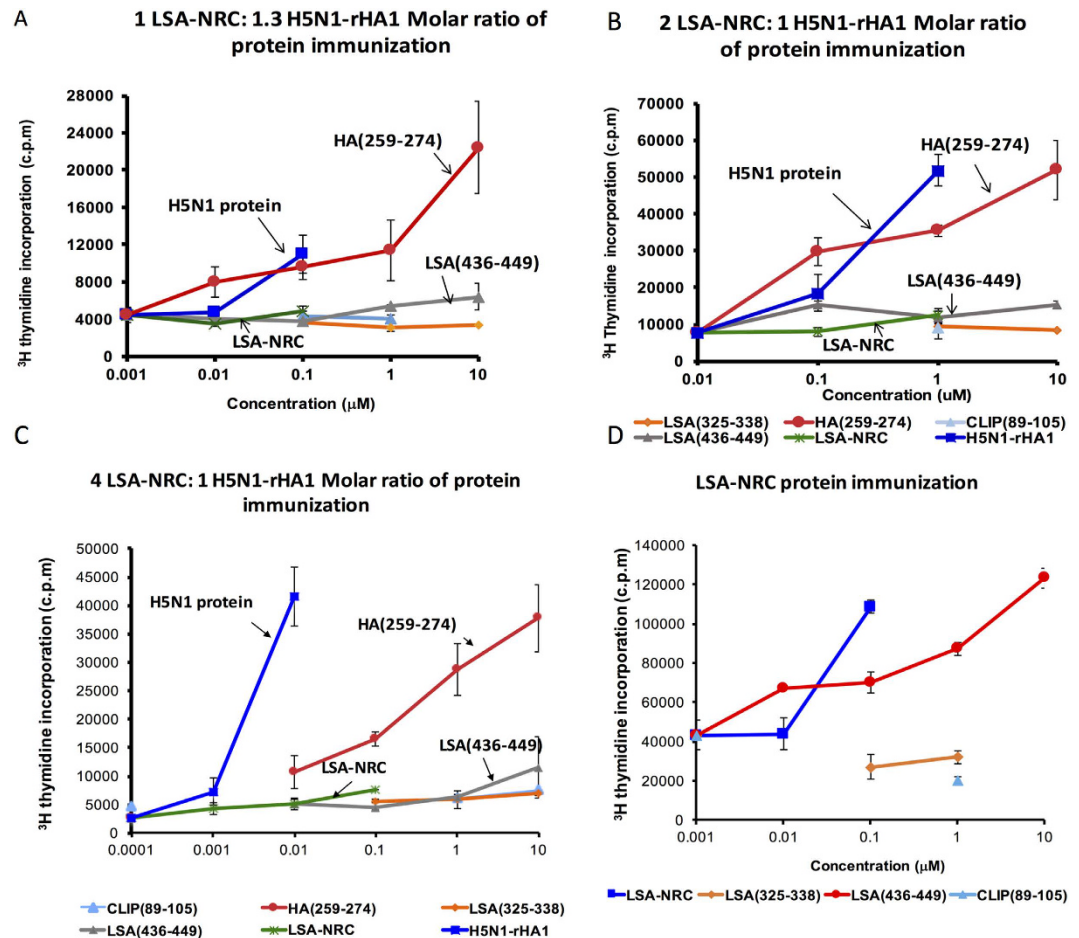 A
1 LSA-NRC: 1.3 H5N1-rHA1 Molar ratio of
protein immunization
³H thymidine incorporation (c.p.m)
28000
24000
20000
16000
12000
8000
4000
0
HA(259-274)
H5N1 protein
LSA(436-449)
LSA-NRC
0.001 0.01 0.1 1 10
Concentration (μM)
B
2 LSA-NRC: 1 H5N1-rHA1 Molar ratio
of protein immunization
³H Thymidine incorporation (c.p.m)
70000
60000
50000
40000
30000
20000
10000
0
HA(259-274)
H5N1 protein
LSA(436-449)
LSA-NRC
0.01 0.1 1 10
Concentration (uM)
LSA(325-338) HA(259-274) CLIP(89-105)
LSA(436-449) LSA-NRC H5N1-rHA1
C
4 LSA-NRC: 1 H5N1-rHA1 Molar ratio of protein
immunization
³H thymidine incorporation (c.p.m)
50000
45000
40000
35000
30000
25000
20000
15000
10000
5000
0
H5N1 protein
HA(259-274)
LSA(436-449)
LSA-NRC
0.0001 0.001 0.01 0.1 1 10
CLIP(89-105) HA(259-274) LSA(325-338)
LSA(436-449) LSA-NRC H5N1-rHA1
D
LSA-NRC protein immunization
³H thymidine incorporation (c.p.m)
140000
120000
100000
80000
60000
40000
20000
0
0.001 0.01 0.1 1 10
Concentration (μM)
LSA-NRC LSA(325-338) LSA(436-449) CLIP(89-105)